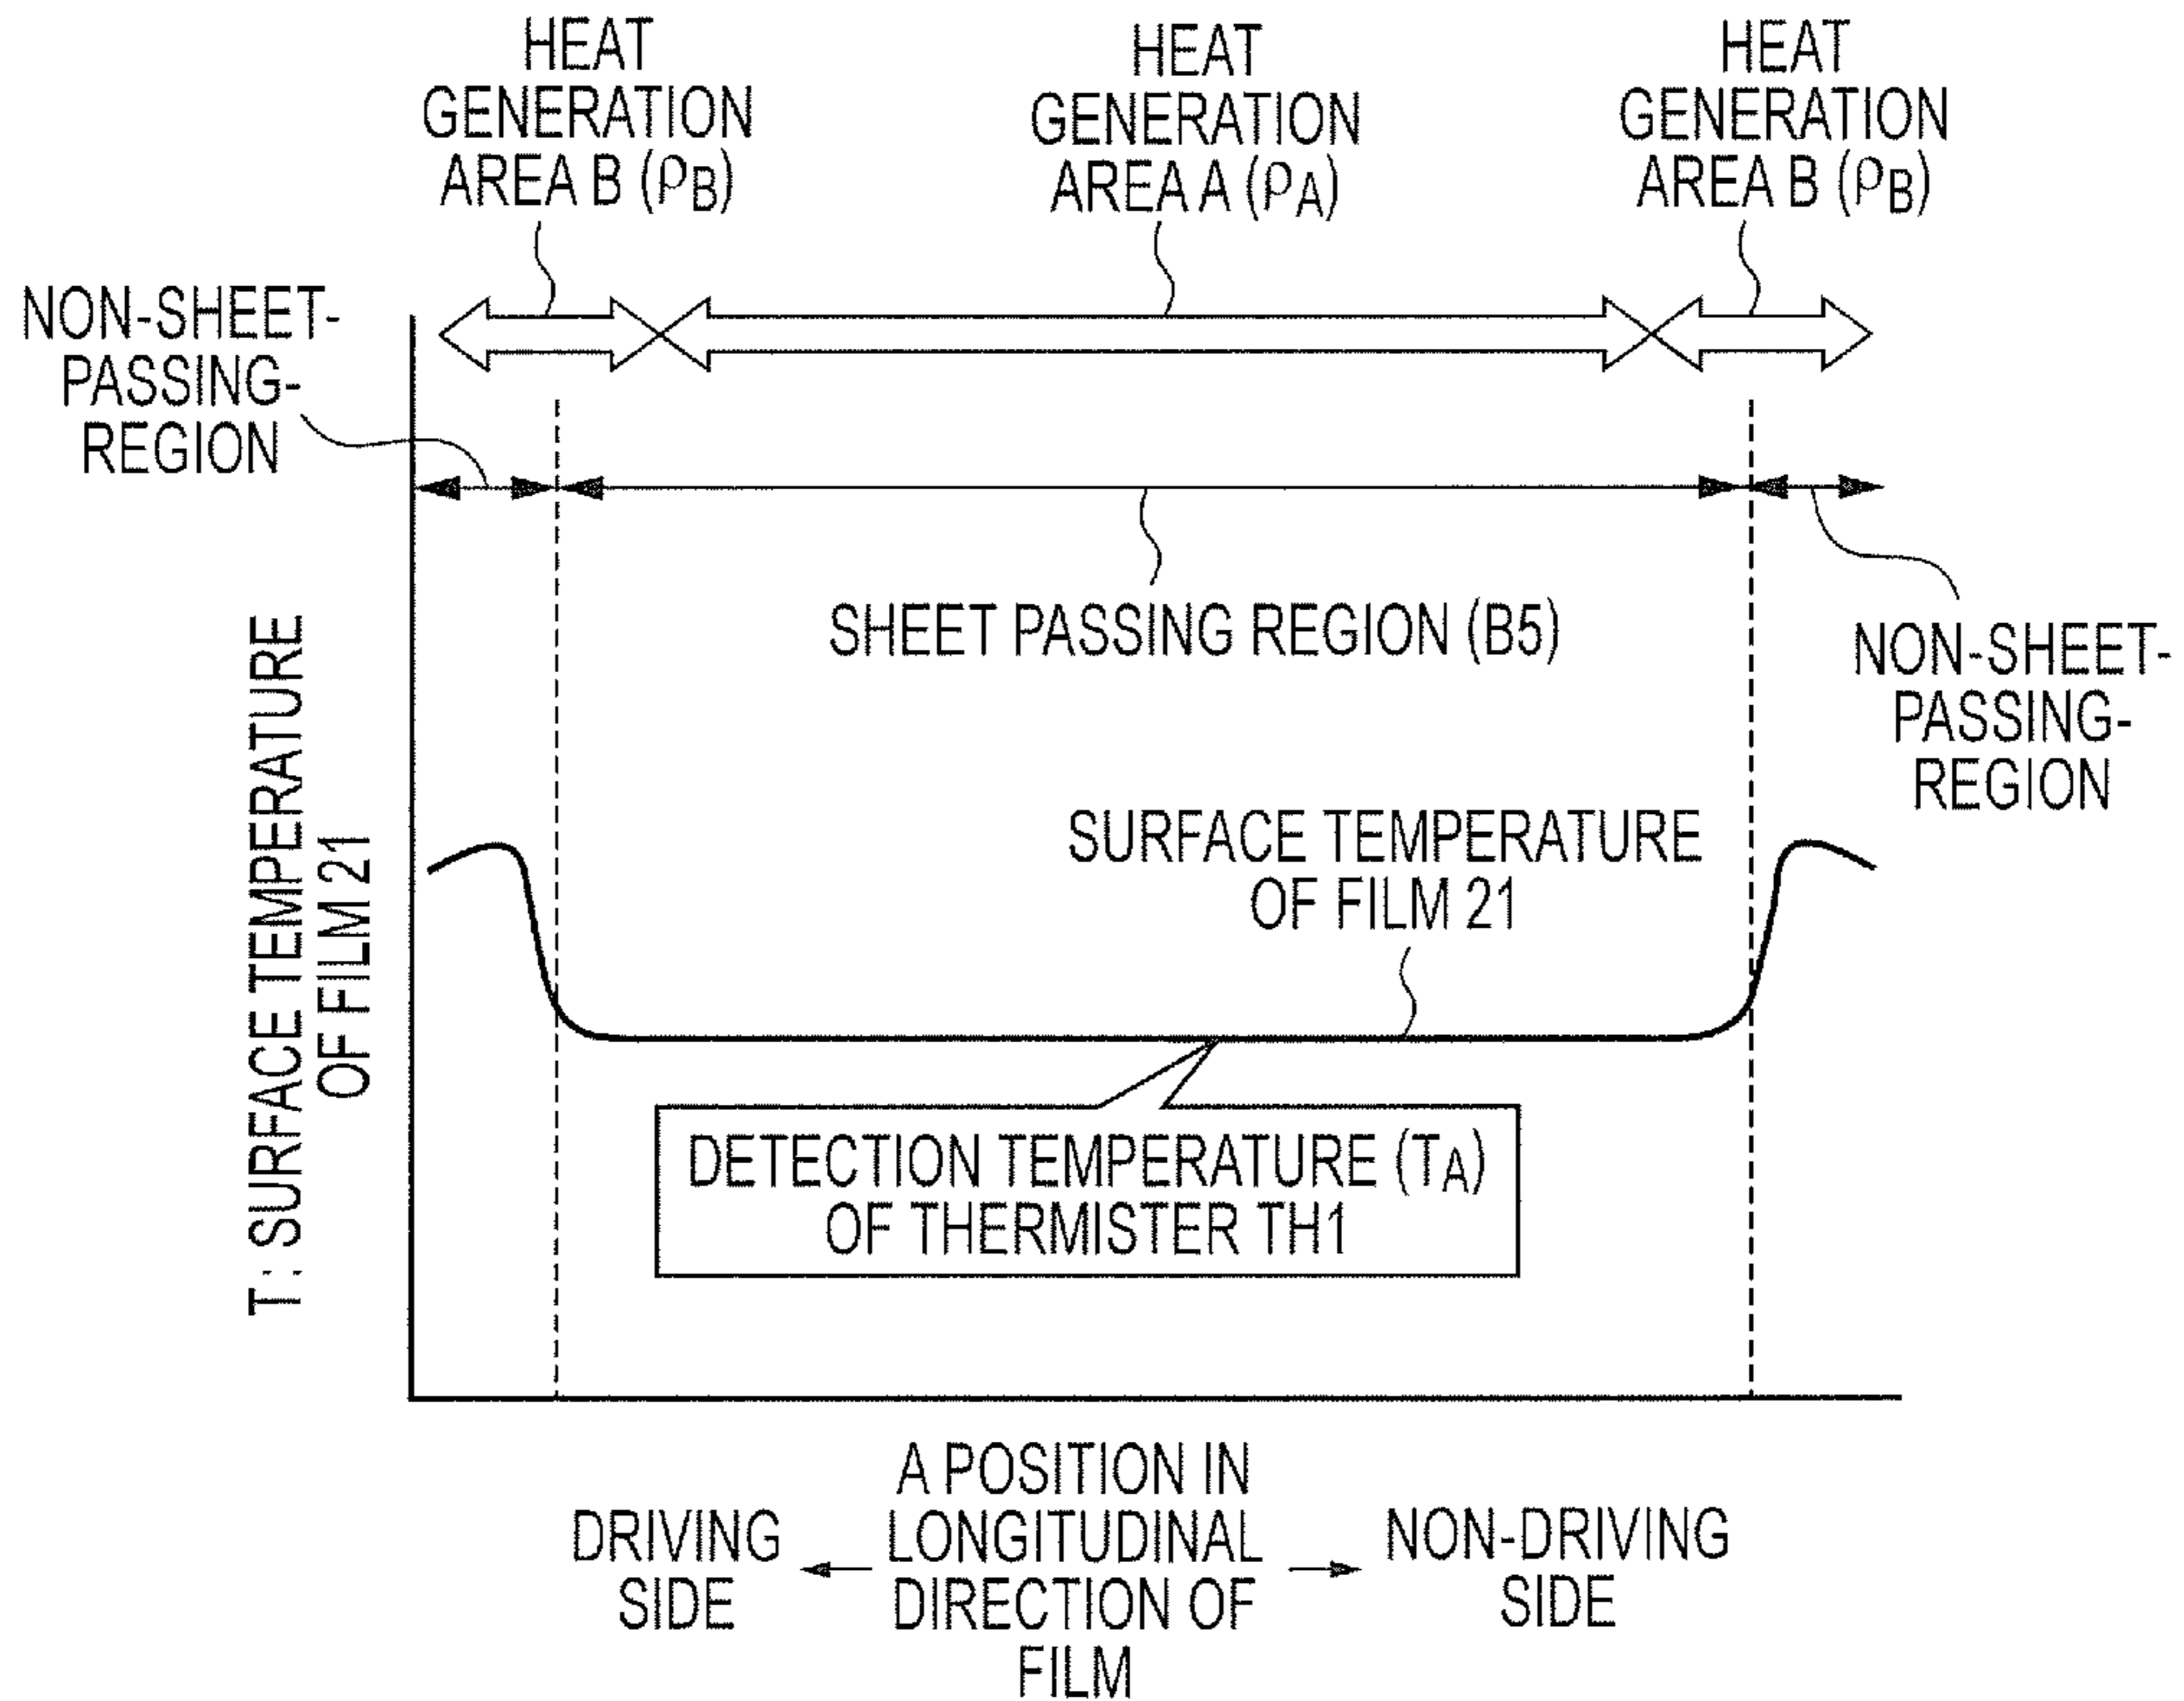 HEAT
GENERATION
AREA B (ρB)
HEAT
GENERATION
AREA A (ρA)
HEAT
GENERATION
AREA B (ρB)
NON-SHEET-
PASSING-
REGION
SHEET PASSING REGION (B5)
NON-SHEET-
PASSING-
REGION
T : SURFACE TEMPERATURE
OF FILM 21
SURFACE TEMPERATURE
OF FILM 21
DETECTION TEMPERATURE (TA)
OF THERMISTER TH1
DRIVING
SIDE
A POSITION IN
LONGITUDINAL
DIRECTION OF
FILM
NON-DRIVING
SIDE